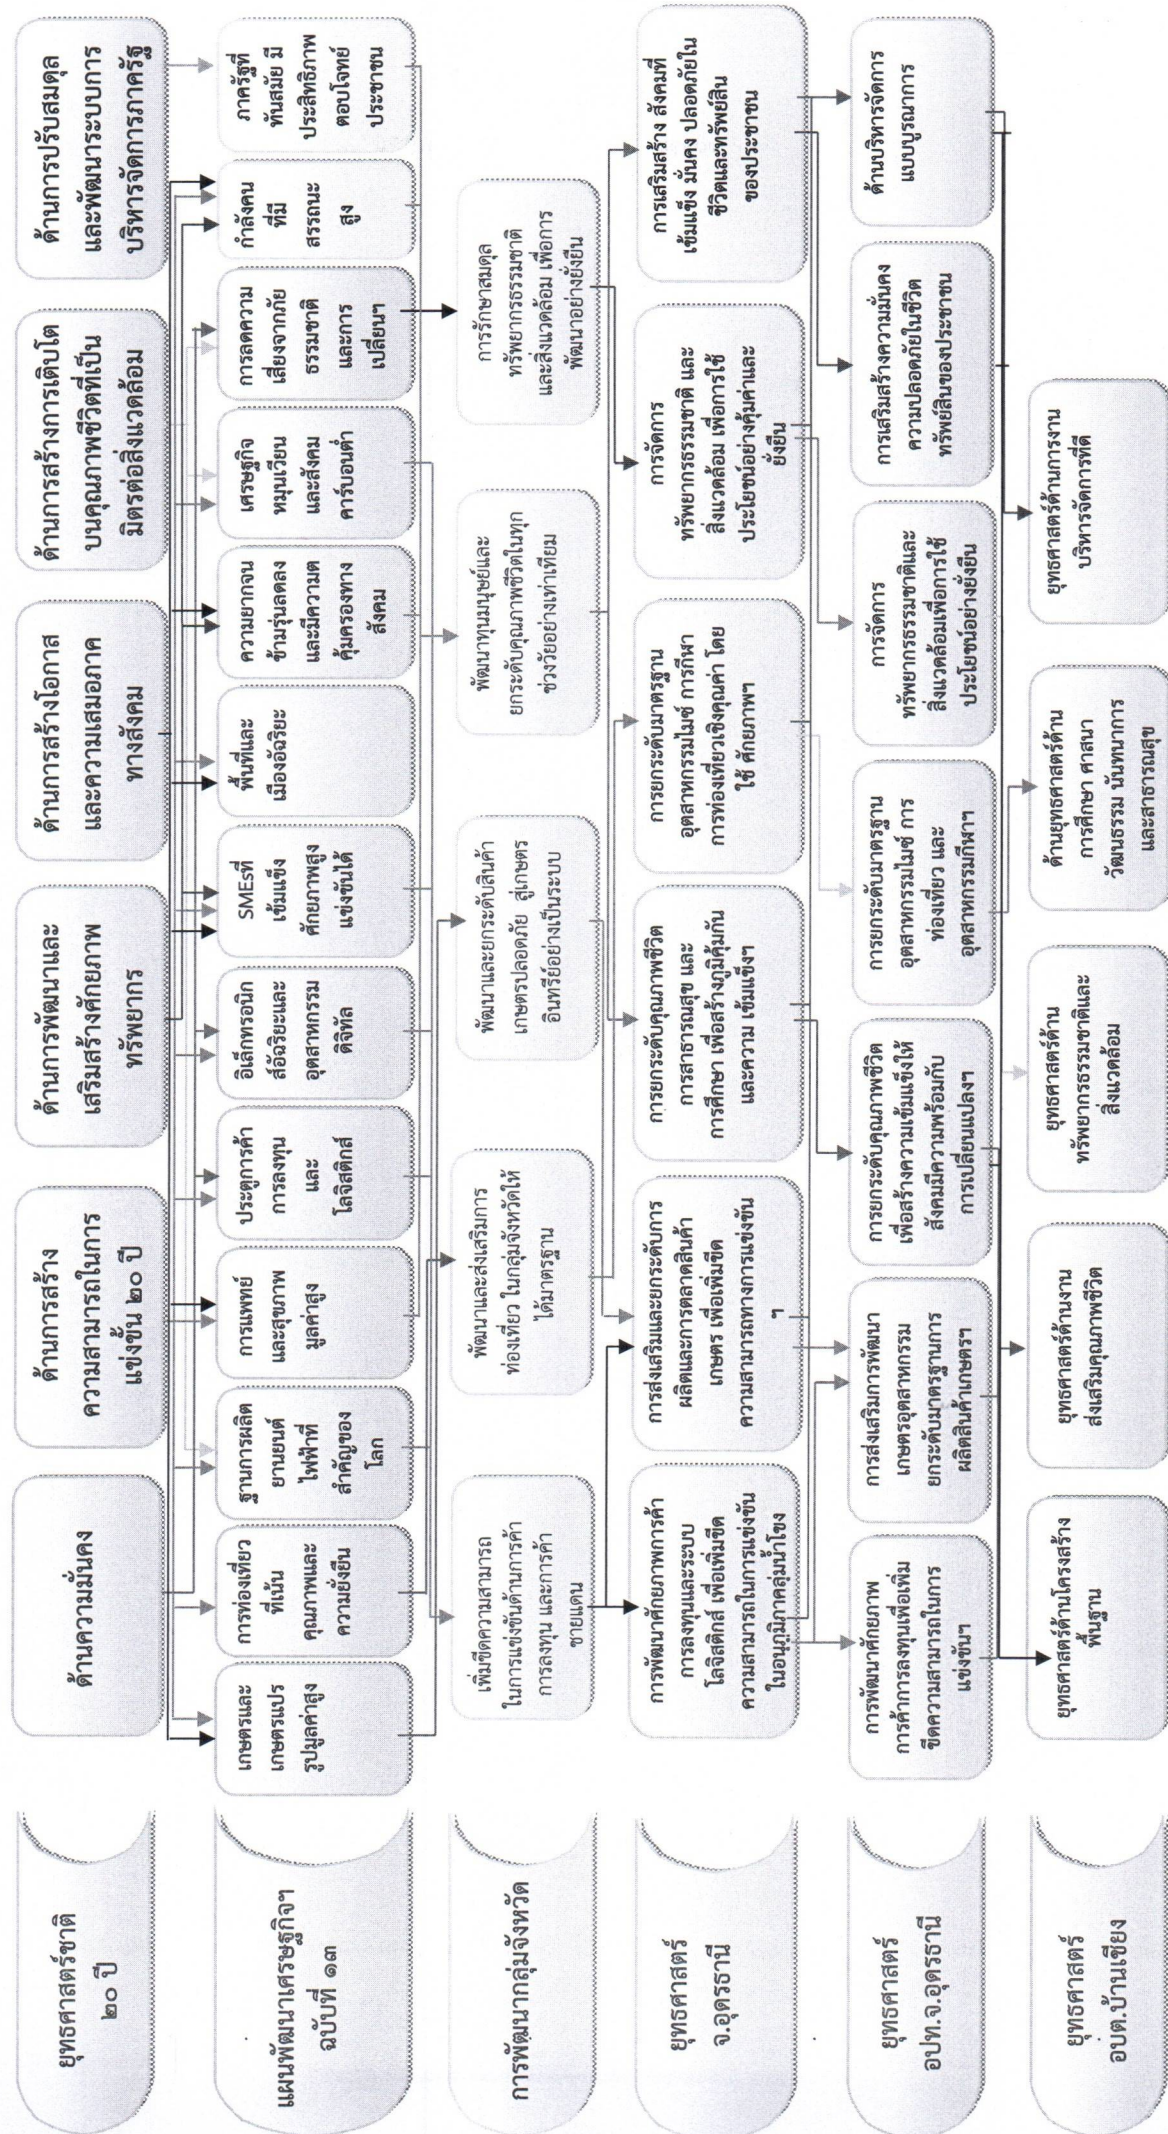 ยุทธศาสตร์ชาติ
๒๐ ปี
ด้านความมั่นคง
ด้านการสร้าง
ความสามารถในการ
แข่งขั้น ๒๐ ปี
ด้านการพัฒนาและ
เสริมสร้างศักยภาพ
ทรัพยากร
ด้านการสร้างโอกาส
และความเสมอภาค
ทางสังคม
ด้านการสร้างการเติบโต
บนคุณภาพชีวิตที่เป็น
มิตรต่อสิ่งแวดล้อม
ด้านการปรับสมดุล
และพัฒนาระบบการ
บริหารจัดการภาครัฐ
แผนพัฒนาเศรษฐกิจฯ
ฉบับที่ ๑๓
เกษตรและ
เกษตรแปร
รูปมูลค่าสูง
การท่องเที่ยว
ที่เน้น
คุณภาพและ
ความยั่งยืน
ฐานการผลิต
ยานยนต์
ไฟฟ้าที่
สำคัญของ
โลก
การแพทย์
และสุขภาพ
มูลค่าสูง
ประตูการค้า
การลงทุน
และ
โลจิสติกส์
อิเล็กทรอนิก
ส์อัจฉริยะและ
อุตสาหกรรม
ดิจิทัล
SMEsที่
เข้มแข็ง
ศักยภาพสูง
แข่งขันได้
พื้นที่และ
เมืองอัจริยะ
ความยากจน
ข้ามรุ่นลดลง
และมีความต
คุ้มครองทาง
สังคม
เศรษฐกิจ
หมุนเวียน
และสังคม
คาร์บอนต่ำ
การลดความ
เสี่ยงจากภัย
ธรรมชาติ
และการ
เปลี่ยนฯ
กำลังคน
ที่มี
สรรถนะ
สูง
ภาครัฐที่
ทันสมัย มี
ประสิทธิภาพ
ตอบโจทย์
ประชาชน
การพัฒนากลุ่มจังหวัด
เพิ่มขีดความสามารถ
ในการแข่งขันด้านการค้า
การลงทุน และการค้า
ชายแดน
พัฒนาและส่งเสริมการ
ท่องเที่ยว ในกลุ่มจังหวัดให้
ได้มาตรฐาน
พัฒนาและยกระดับสินค้า
เกษตรปลอดภัย สู่เกษตร
อินทรีย์อย่างเป็นระบบ
พัฒนาทุนมนุษย์และ
ยกระดับคุณภาพชีวิตในทุก
ช่วงวัยอย่างเท่าเทียม
การรักษาสมดุล
ทรัพยากรธรรมชาติ
และสิ่งแวดล้อม เพื่อการ
พัฒนาอย่างยั่งยืน
ยุทธศาสตร์
จ.อุดรธานี
การพัฒนาศักยภาพการค้า
การลงทุนและระบบ
โลจิสติกส์ เพื่อเพิ่มขีด
ความสามารถในการแข่งขัน
ในอนุภูมิภาคลุ่มน้ำโขง
การส่งเสริมและยกระดับการ
ผลิตและการตลาดสินค้า
เกษตร เพื่อเพิ่มขีด
ความสามารถทางการแข่งขัน
ๆ
การยกระดับคุณภาพชีวิต
การสาธารณสุข และ
การศึกษา เพื่อสร้างภูมิคุ้มกัน
และความ เข้มแข็งฯ
การยกระดับมาตรฐาน
อุตสาหกรรมไมซ์ การกีฬา
การท่องเที่ยวเชิงคุณค่า โดย
ใช้ ศักยภาพฯ
การจัดการ
ทรัพยากรธรรมชาติ และ
สิ่งแวดล้อม เพื่อการใช้
ประโยชน์อย่างคุ้มค่าและ
ยั่งยืน
การเสริมสร้าง สังคมที่
เข้มแข็ง มั่นคง ปลอดภัยใน
ชีวิตและทรัพย์สิน
ของประชาชน
ยุทธศาสตร์
อปท.จ.อุดรธานี
การพัฒนาศักยภาพ
การค้าการลงทุนเพื่อเพิ่ม
ขีดความสามารถในการ
แข่งขันฯ
การส่งเสริมการพัฒนา
เกษตรอุตสาหกรรม
ยกระดับมาตรฐานการ
ผลิตสินค้าเกษตรฯ
การยกระดับคุณภาพชีวิต
เพื่อสร้างความเข้มแข็งให้
สังคมมีความพร้อมกับ
การเปลี่ยนแปลงฯ
การยกระดับมาตรฐาน
อุตสาหกรรมไมซ์ การ
ท่องเที่ยว และ
อุตสาหกรรมกีฬาฯ
การจัดการ
ทรัพยากรธรรมชาติและ
สิ่งแวดล้อมเพื่อการใช้
ประโยชน์อย่างยั่งยืน
การเสริมสร้างความมั่นคง
ความปลอดภัยในชีวิต
ทรัพย์สินของประชาชน
ด้านบริหารจัดการ
แบบบูรณาการ
ยุทธศาสตร์
อบต.บ้านเชียง
ยุทธศาสตร์ด้านโครงสร้าง
พื้นฐาน
ยุทธศาสตร์ด้านงาน
ส่งเสริมคุณภาพชีวิต
ยุทธศาสตร์ด้าน
ทรัพยากรธรรมชาติและ
สิ่งแวดล้อม
ด้านยุทธศาสตร์ด้าน
การศึกษา ศาสนา
วัฒนธรรม นันทนาการ
และสาธารณสุข
ยุทธศาสตร์ด้านการงาน
บริหารจัดการที่ดี